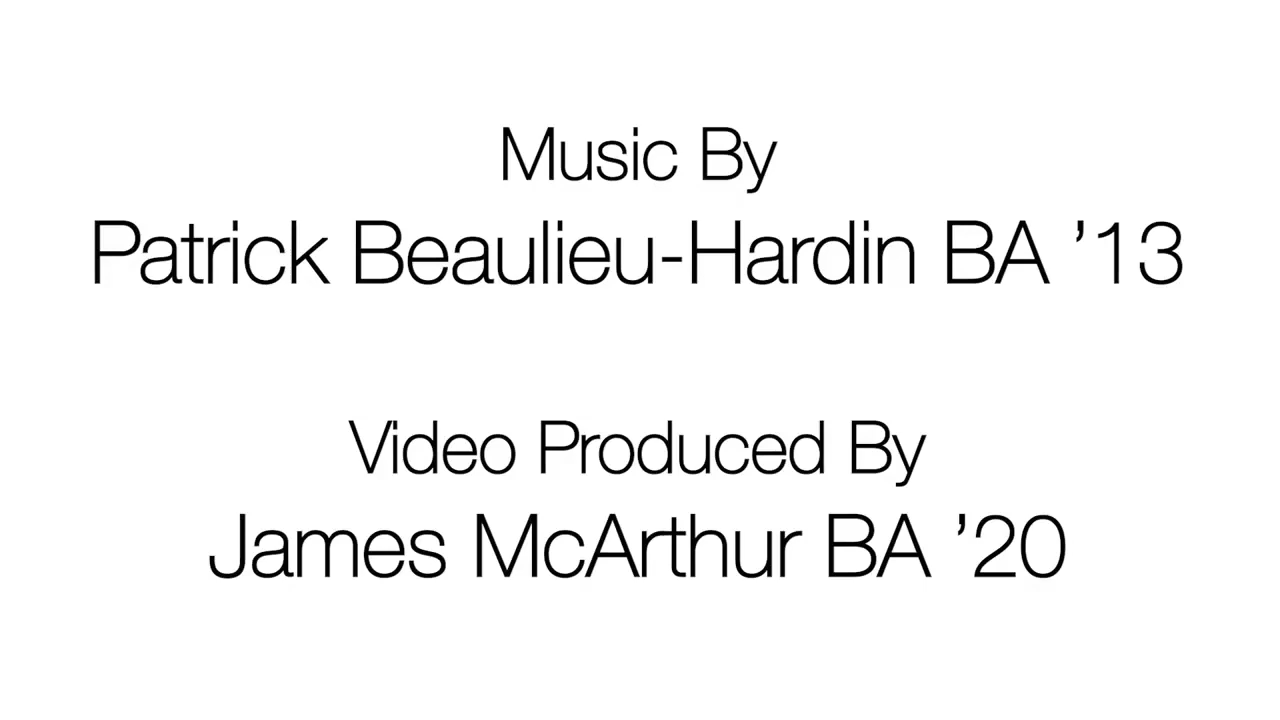 Music By
Patrick Beaulieu-Hardin BA ’13
Video Produced By
James McArthur BA ’20